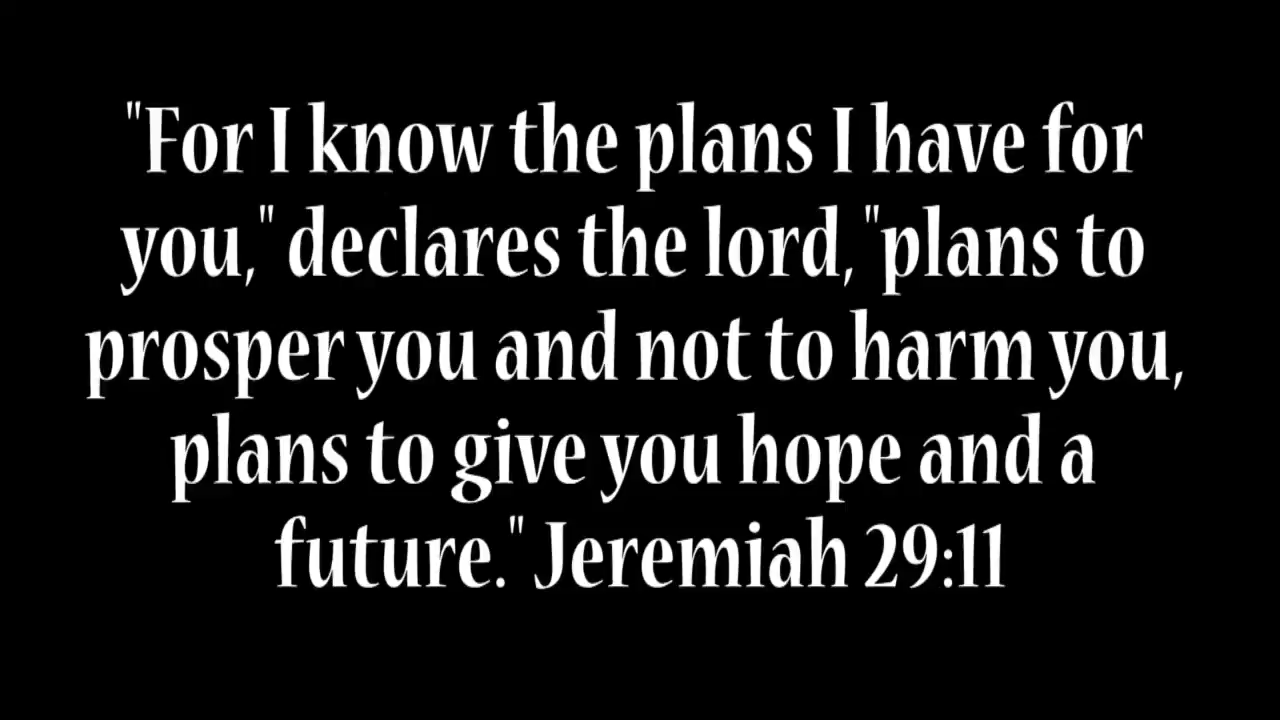 "For I know the plans I have for
you," declares the lord, "plans to
prosper you and not to harm you,
plans to give you hope and a
future." Jeremiah 29:11